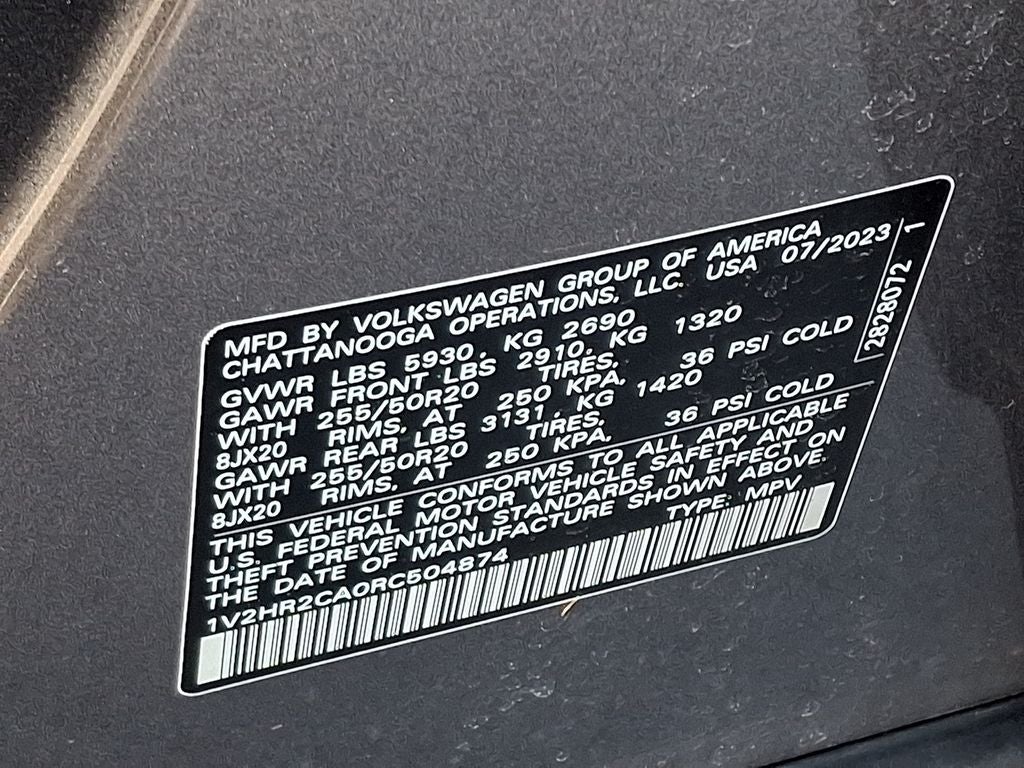 MFD BY VOLKSWAGEN GROUP OF AMERICA
CHATTANOOGA OPERATIONS, LLC. USA 07/2023
GVWR LBS 5930, KG 2690
GAWR FRONT LBS 2910, KG 1320
WITH 255/50R20 TIRES,
8JX20 RIMS, AT 250 KPA, 36 PSI COLD
GAWR REAR LBS 3131, KG 1420
WITH 255/50R20 TIRES,
8JX20 RIMS, AT 250 KPA, 36 PSI COLD
THIS VEHICLE CONFORMS TO ALL APPLICABLE
U.S. FEDERAL MOTOR VEHICLE SAFETY AND
THEFT PREVENTION STANDARDS IN EFFECT ON
THE DATE OF MANUFACTURE SHOWN ABOVE.
1V2HR2CA0RC504874 TYPE: MPV
2828072 1